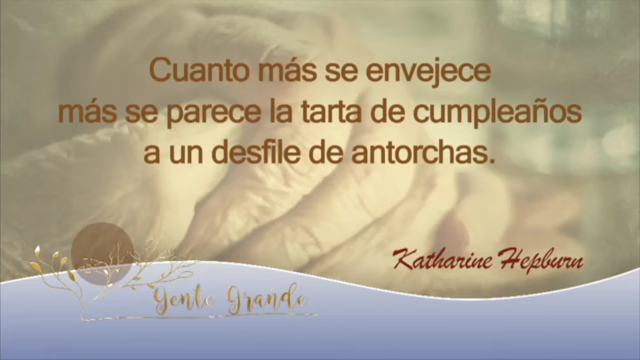 Cuanto más se envejece
más se parece la tarta de cumpleaños
a un desfile de antorchas.
Katharine Hepburn
Gente Grande